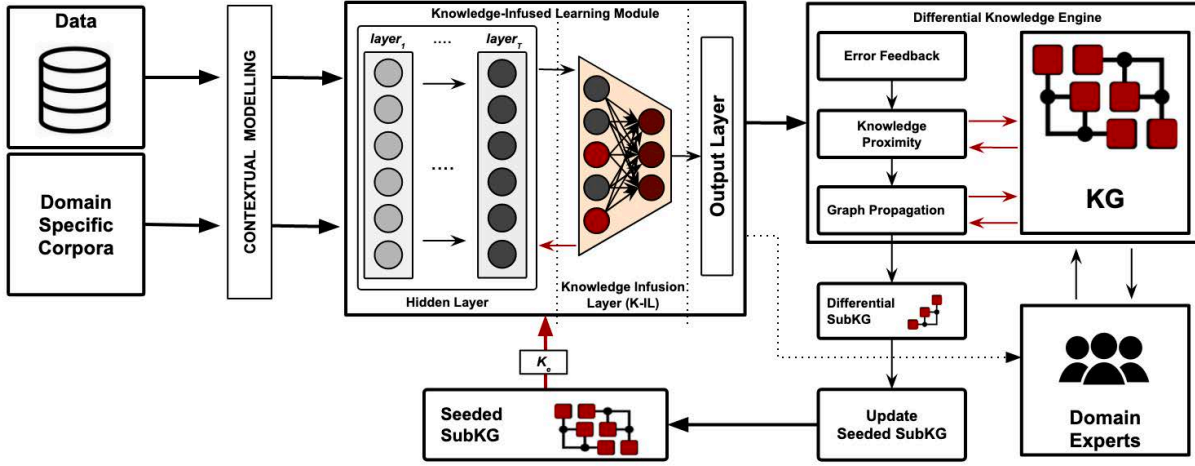 Data
Domain
Specific
Corpora
CONTEXTUAL MODELLING
Knowledge-Infused Learning Module
layer1 .... layerT
....
Hidden Layer
Knowledge Infusion
Layer (K-IL)
Output Layer
Differential Knowledge Engine
Error Feedback
Knowledge
Proximity
Graph Propagation
KG
Differential
SubKG
Update
Seeded SubKG
Domain
Experts
Seeded
SubKG
Ke